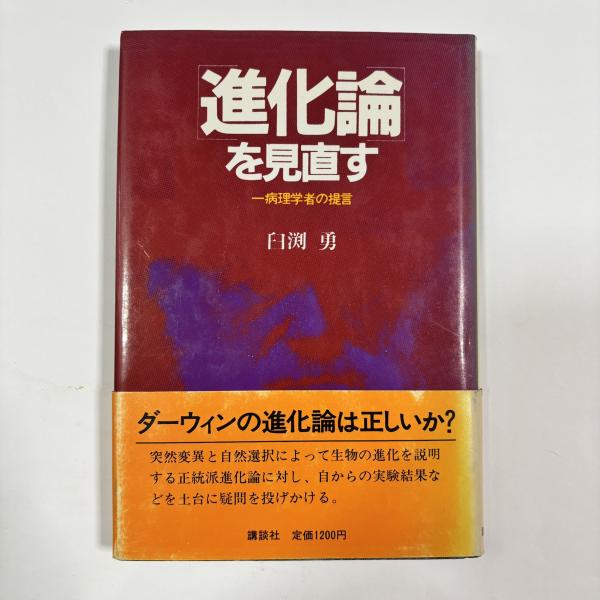 「進化論」
を見直す
一病理学者の提言
臼渕 勇
ダーウィンの進化論は正しいか?
突然変異と自然選択によって生物の進化を説明
する正統派進化論に対し、自からの実験結果な
どを土台に疑問を投げかける。
講談社 定価1200円